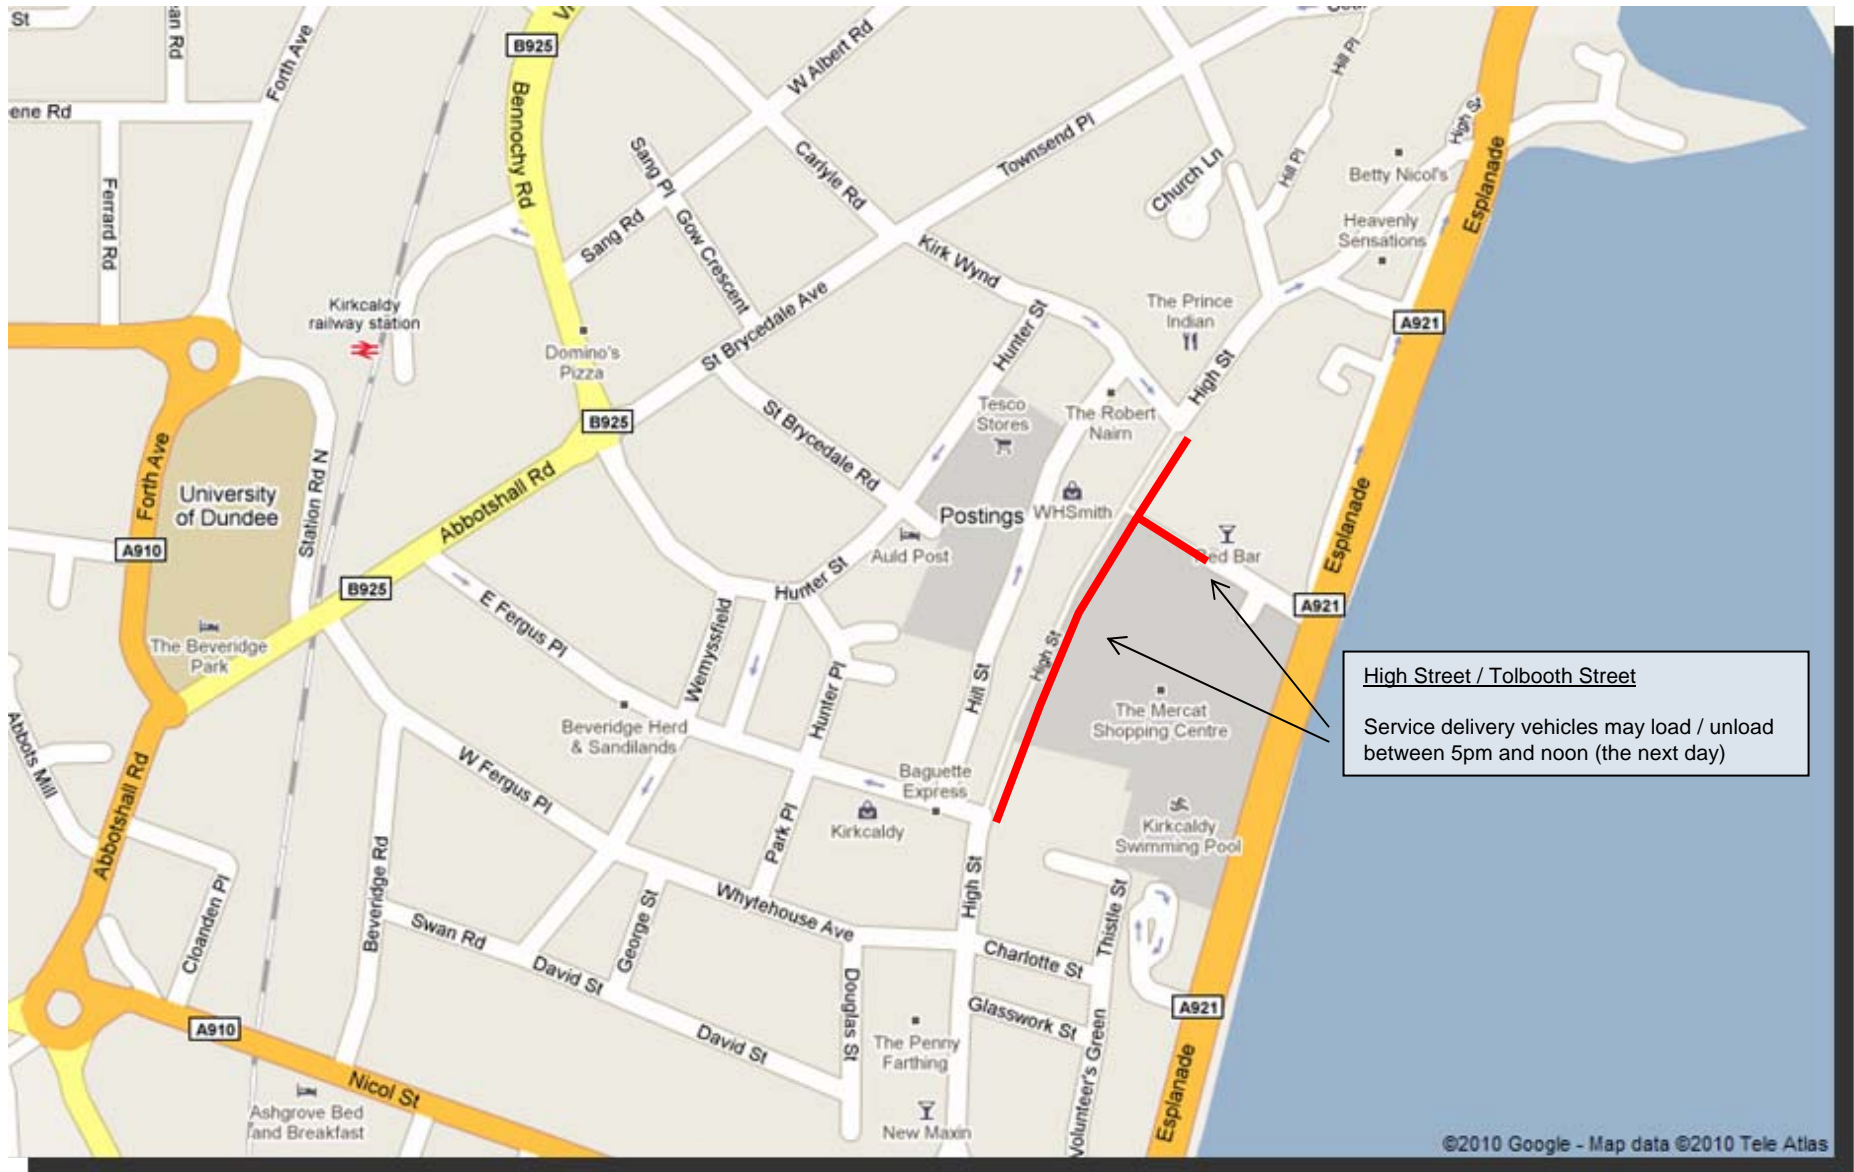 St
an Rd
Forth Ave
B925
Vi
W Albert Rd
Hill Pl
ene Rd
Bennochy Rd
Ferrard Rd
Sang Pl
Carlyle Rd
Townsend Pl
High St
Church Ln
Hill Pl
Betty Nicol's
Esplanade
Gow Crescent
Sang Rd
Heavenly
Sensations
Kirk Wynd
Kirkcaldy
railway station
St Brycedale Ave
Hunter St
The Prince
Indian
A921
Domino's
Pizza
High St
B925
St Brycedale Rd
Tesco
Stores
The Robert
Nairn
Forth Ave
University
of Dundee
Station Rd N
Abbotshall Rd
Postings
WHSmith
Esplanade
A910
Auld Post
Red Bar
B925
Hunter St
A921
E Fergus Pl
The Beveridge
Park
Wemyssfield
High St
Hunter Pl
Hill St
High Street / Tolbooth Street
Service delivery vehicles may load / unload
between 5pm and noon (the next day)
Abbots Mill
Beveridge Herd
& Sandilands
The Mercat
Shopping Centre
W Fergus Pl
Baguette
Express
Abbotshall Rd
Park Pl
Kirkcaldy
Kirkcaldy
Swimming Pool
Cloanden Pl
Beveridge Rd
Whytehouse Ave
High St
Thistle St
Swan Rd
George St
Charlotte St
David St
Douglas St
Glasswork St
A921
A910
David St
The Penny
Farthing
Volunteer's Green
Esplanade
Nicol St
Ashgrove Bed
and Breakfast
New Maxin
©2010 Google - Map data ©2010 Tele Atlas